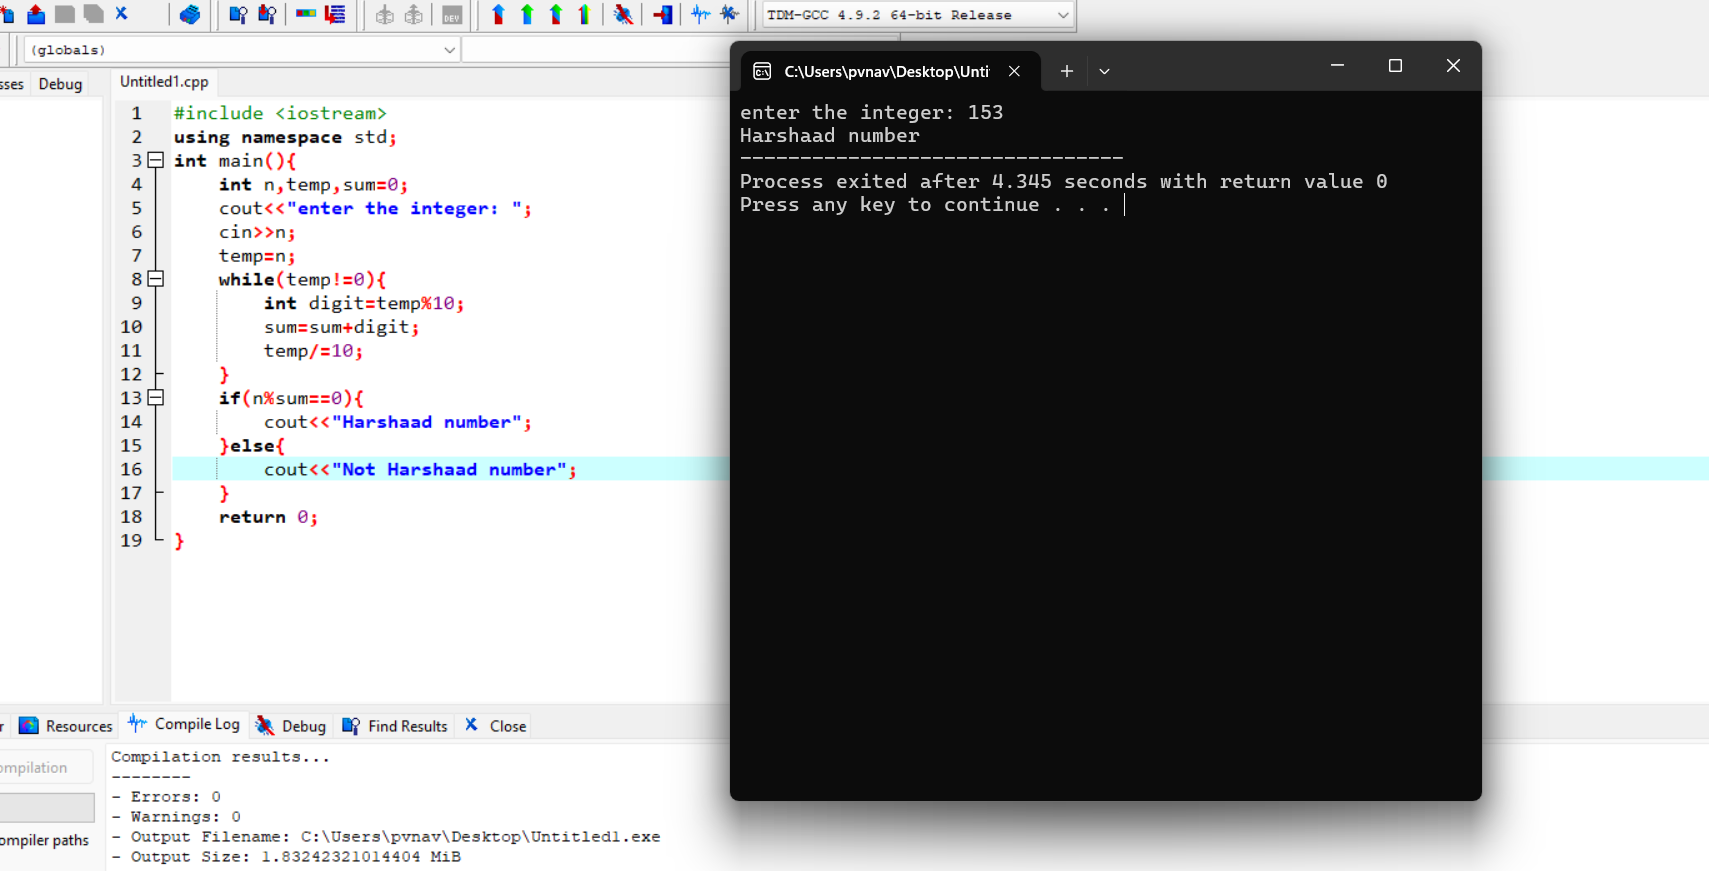 TDM-GCC 4.9.2 64-bit Release
(globals)
sses Debug Untitled1.cpp
1 #include <iostream>
2 using namespace std;
3 int main(){
4 int n,temp,sum=0;
5 cout<<"enter the integer: ";
6 cin>>n;
7 temp=n;
8 while(temp!=0){
9 int digit=temp%10;
10 sum=sum+digit;
11 temp/=10;
12 }
13 if(n%sum==0){
14 cout<<"Harshaad number";
15 }else{
16 cout<<"Not Harshaad number";
17 }
18 return 0;
19 }
C:\Users\pvnav\Desktop\Unti
enter the integer: 153
Harshaad number
--------------------------------
Process exited after 4.345 seconds with return value 0
Press any key to continue . . .
r Resources Compile Log Debug Find Results Close
ompilation
ompiler paths
Compilation results...
--------
- Errors: 0
- Warnings: 0
- Output Filename: C:\Users\pvnav\Desktop\Untitled1.exe
- Output Size: 1.83242321014404 MiB